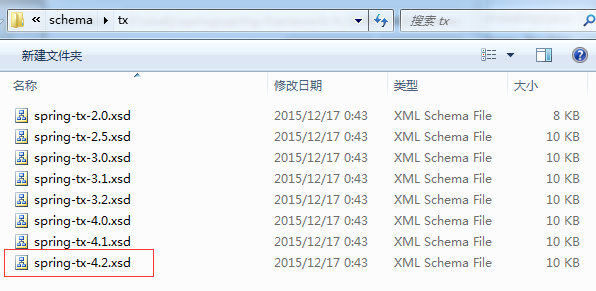 « schema ▸ tx
搜索 tx
新建文件夹
名称 修改日期 类型 大小
spring-tx-2.0.xsd 2015/12/17 0:43 XML Schema File 8 KB
spring-tx-2.5.xsd 2015/12/17 0:43 XML Schema File 10 KB
spring-tx-3.0.xsd 2015/12/17 0:43 XML Schema File 10 KB
spring-tx-3.1.xsd 2015/12/17 0:43 XML Schema File 10 KB
spring-tx-3.2.xsd 2015/12/17 0:43 XML Schema File 10 KB
spring-tx-4.0.xsd 2015/12/17 0:43 XML Schema File 10 KB
spring-tx-4.1.xsd 2015/12/17 0:43 XML Schema File 10 KB
spring-tx-4.2.xsd 2015/12/17 0:43 XML Schema File 10 KB